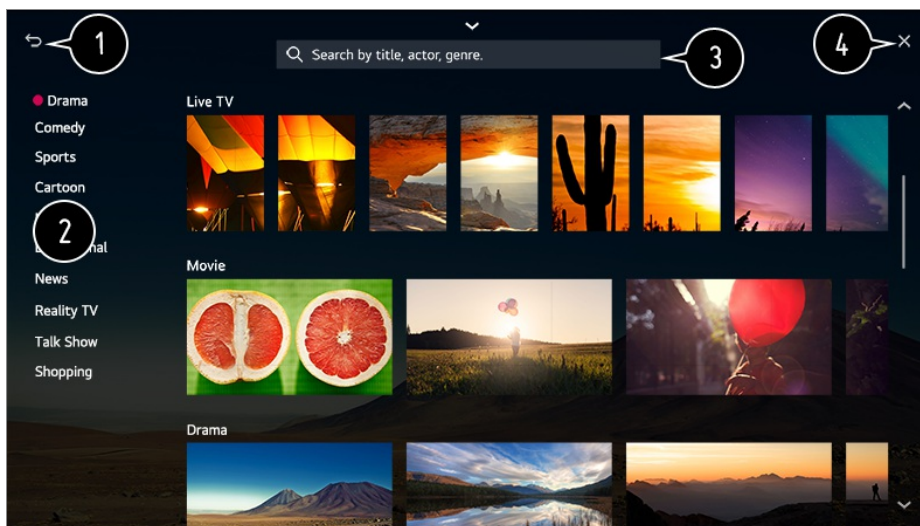 1
4
Search by title, actor, genre.
3
Drama
Live TV
Comedy
Sports
Cartoon
2
News
Movie
Reality TV
Talk Show
Shopping
Drama